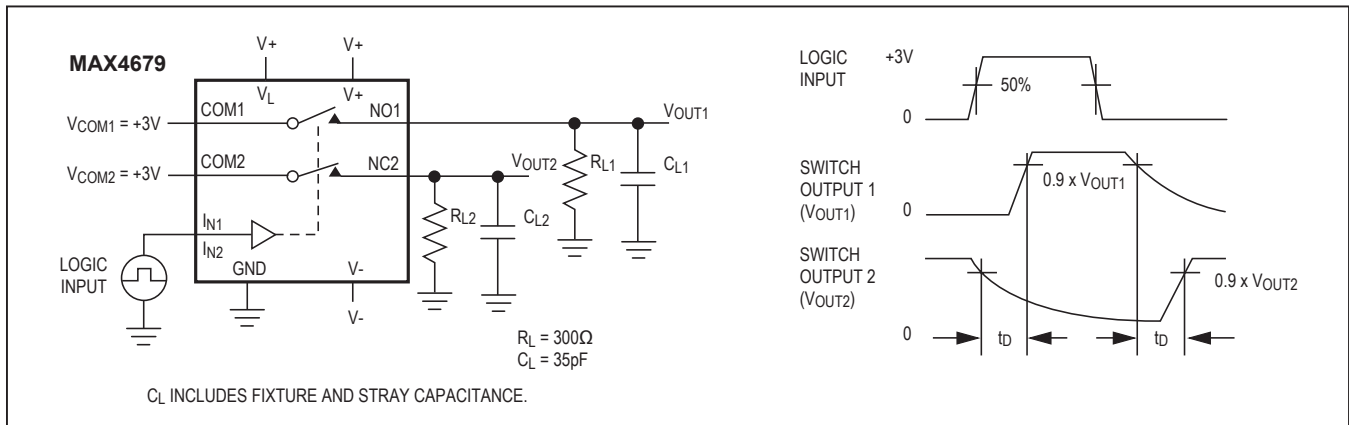 MAX4679
V+
V+
VL
V+
COM1
NO1
VCOM1 = +3V
VOUT1
COM2
NC2
VCOM2 = +3V
VOUT2
RL1
CL1
RL2
CL2
IN1
IN2
LOGIC
INPUT
GND
V-
V-
RL = 300Ω
CL = 35pF
CL INCLUDES FIXTURE AND STRAY CAPACITANCE.
LOGIC
INPUT
+3V
50%
0
SWITCH
OUTPUT 1
(VOUT1)
0.9 x VOUT1
0
SWITCH
OUTPUT 2
(VOUT2)
0.9 x VOUT2
0
tD
tD